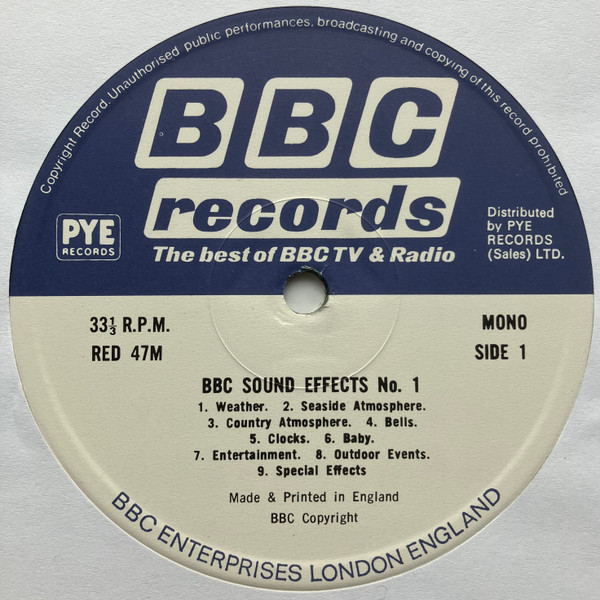 Copyright Record. Unauthorised public performances, broadcasting and copying of this record prohibited
BBC
records
The best of BBC TV & Radio
PYE
RECORDS
Distributed
by PYE
RECORDS
(Sales) LTD.
33⅓ R.P.M.
RED 47M
MONO
SIDE 1
BBC SOUND EFFECTS No. 1
1. Weather. 2. Seaside Atmosphere.
3. Country Atmosphere. 4. Bells.
5. Clocks. 6. Baby.
7. Entertainment. 8. Outdoor Events.
9. Special Effects
Made & Printed in England
BBC Copyright
BBC ENTERPRISES LONDON ENGLAND